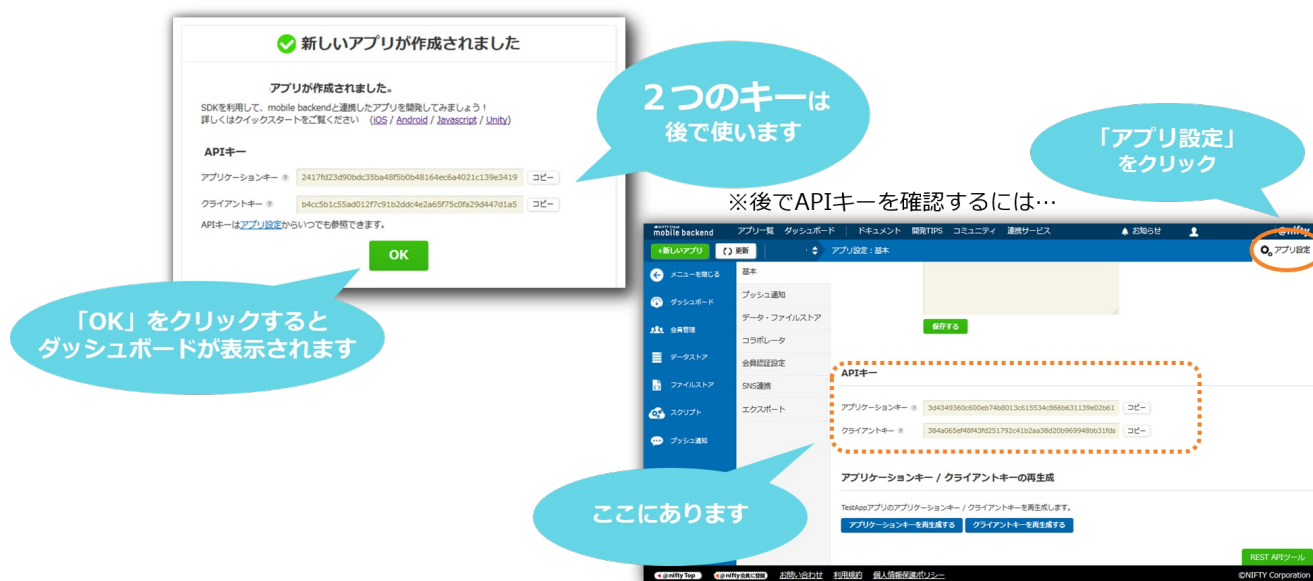 新しいアプリが作成されました
アプリが作成されました。
SDKを利用して、mobile backendと連携したアプリを開発してみましょう！
詳しくはクイックスタートをご覧ください （iOS / Android / Javascript / Unity)
APIキー
アプリケーションキー 2417fd23d90bdc35ba48f5b0b48164ec6a4021c139e3419 コピー
クライアントキー b4cc5b1c55ad012f7c91b2ddc4e2a65f75c0fa29d447d1a5 コピー
APIキーはアプリ設定からいつでも参照できます。
OK
２つのキーは
後で使います
「OK」をクリックすると
ダッシュボードが表示されます
「アプリ設定」
をクリック
※後でAPIキーを確認するには…
mobile backend アプリ一覧 ダッシュボード ドキュメント 開発TIPS コミュニティ 連携サービス お知らせ @nifty
+新しいアプリ 更新 アプリ設定：基本 アプリ設定
メニューを閉じる
ダッシュボード
会員管理
データストア
ファイルストア
スクリプト
プッシュ通知
基本
プッシュ通知
データ・ファイルストア
コラボレータ
会員認証設定
SNS連携
エクスポート
保存する
APIキー
アプリケーションキー 3d4349360c600eb74b8013c615534c866b631139e02b61 コピー
クライアントキー 384a065ef48f43fd251792c41b2aa38d20b969948bb31fda コピー
アプリケーションキー / クライアントキーの再生成
TestAppアプリのアプリケーションキー / クライアントキーを再生成します。
アプリケーションキーを再生成する クライアントキーを再生成する
ここにあります
REST APIツール
@nifty Top @nifty会員に登録 お問い合わせ 利用規約 個人情報保護ポリシー ©NIFTY Corporation